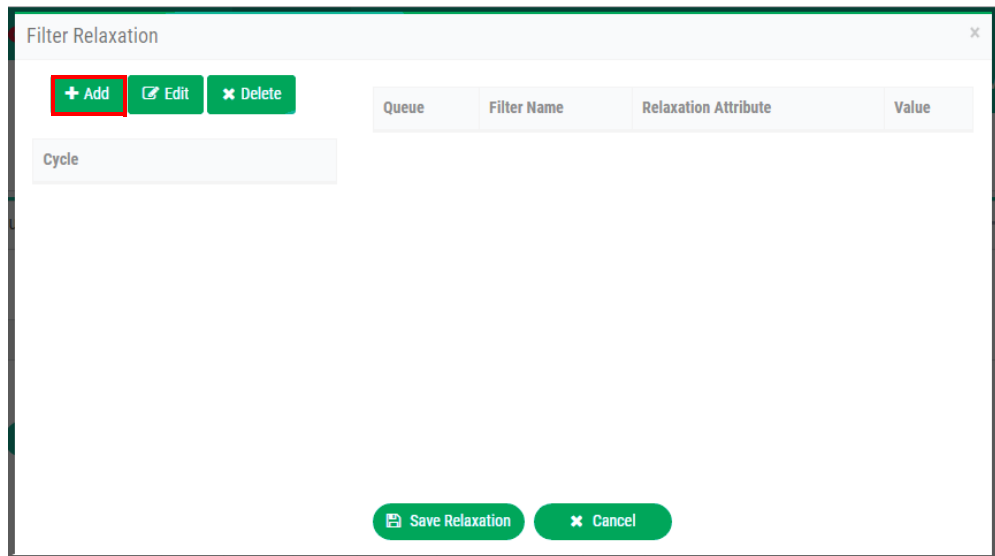 Filter Relaxation
×
Add Edit Delete
Queue Filter Name Relaxation Attribute Value
Cycle
Save Relaxation Cancel